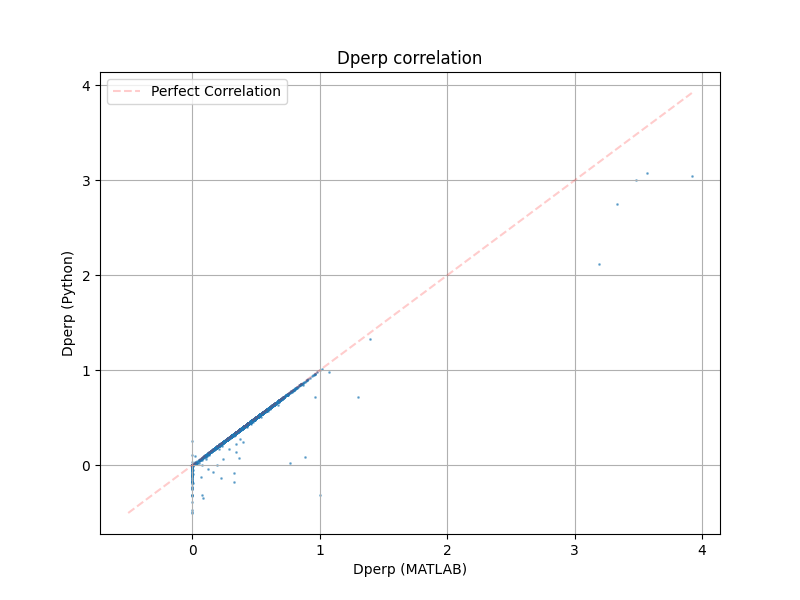 Dperp correlation
Perfect Correlation
4
3
2
1
0
Dperp (Python)
0 1 2 3 4
Dperp (MATLAB)